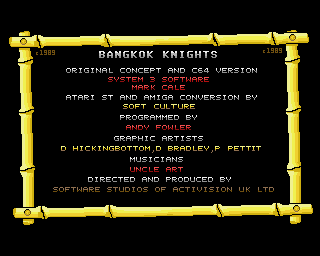 ©1989 ©1989
BANGKOK KNIGHTS
ORIGINAL CONCEPT AND C64 VERSION
SYSTEM 3 SOFTWARE
MARK CALE
ATARI ST AND AMIGA CONVERSION BY
SOFT CULTURE
PROGRAMMED BY
ANDY FOWLER
GRAPHIC ARTISTS
D HICKINGBOTTOM,D BRADLEY,P PETTIT
MUSICIANS
UNCLE ART
DIRECTED AND PRODUCED BY
SOFTWARE STUDIOS OF ACTIVISION UK LTD